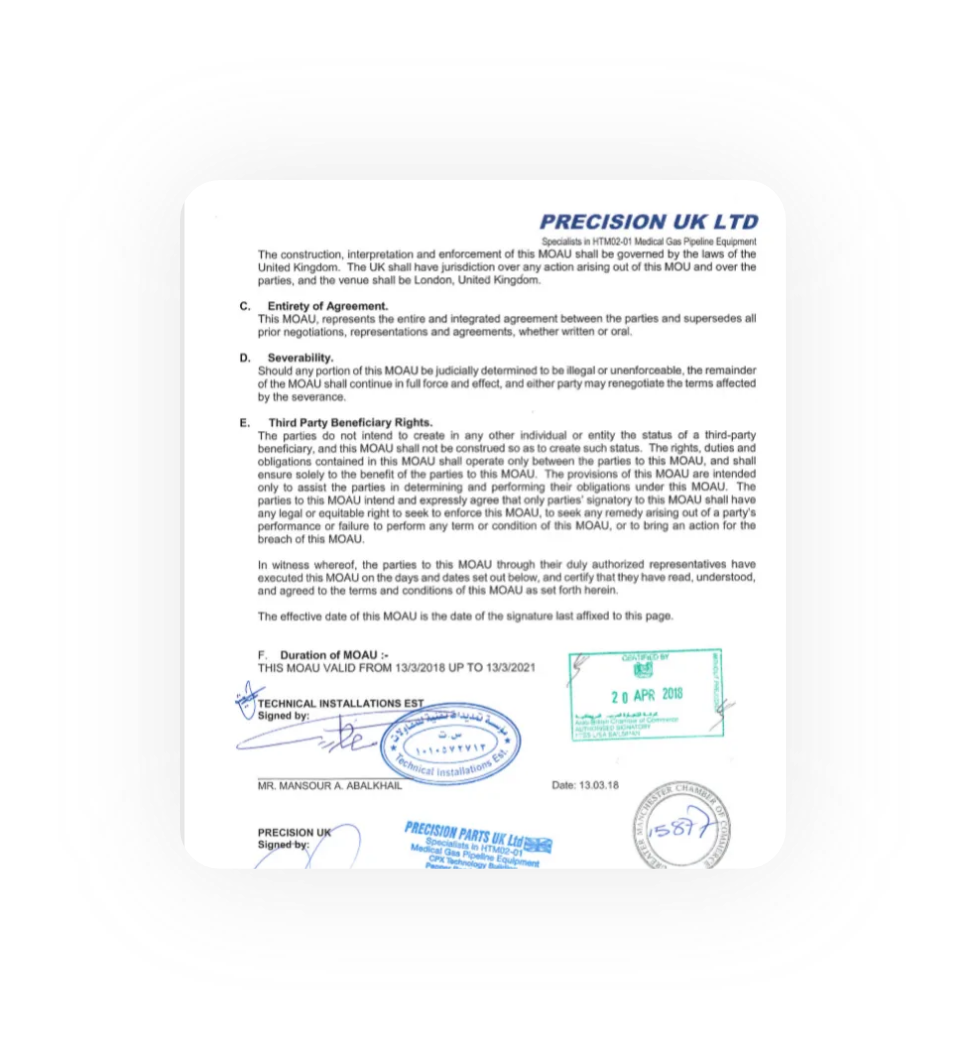 PRECISION UK LTD
Specialists in HTM02-01 Medical Gas Pipeline Equipment
The construction, interpretation and enforcement of this MOAU shall be governed by the laws of the
United Kingdom. The UK shall have jurisdiction over any action arising out of this MOU and over the
parties, and the venue shall be London, United Kingdom.
C. Entirety of Agreement.
This MOAU, represents the entire and integrated agreement between the parties and supersedes all
prior negotiations, representations and agreements, whether written or oral.
D. Severability.
Should any portion of this MOAU be judicially determined to be illegal or unenforceable, the remainder
of the MOAU shall continue in full force and effect, and either party may renegotiate the terms affected
by the severance.
E. Third Party Beneficiary Rights.
The parties do not intend to create in any other individual or entity the status of a third-party
beneficiary, and this MOAU shall not be construed so as to create such status. The rights, duties and
obligations contained in this MOAU shall operate only between the parties to this MOAU, and shall
ensure solely to the benefit of the parties to this MOAU. The provisions of this MOAU are intended
only to assist the parties in determining and performing their obligations under this MOAU. The
parties to this MOAU intend and expressly agree that only parties' signatory to this MOAU shall have
any legal or equitable right to seek to enforce this MOAU, to seek any remedy arising out of a party's
performance or failure to perform any term or condition of this MOAU, or to bring an action for the
breach of this MOAU.
In witness whereof, the parties to this MOAU through their duly authorized representatives have
executed this MOAU on the days and dates set out below, and certify that they have read, understood,
and agreed to the terms and conditions of this MOAU as set forth herein.
The effective date of this MOAU is the date of the signature last affixed to this page.
F. Duration of MOAU :-
THIS MOAU VALID FROM 13/3/2018 UP TO 13/3/2021
CERTIFIED BY
20 APR 2018
Arab-British Chamber of Commerce
AUTHORISED SIGNATORY
TECHNICAL INSTALLATIONS EST
Signed by:
مؤسسة تمديدات تقنية للمقاولات
س.ت
١٠١٠٥٧٢٧١٢
Technical Installations Est.
MR. MANSOUR A. ABALKHAIL
Date: 13.03.18
GREATER MANCHESTER CHAMBER OF COMMERCE
15877
PRECISION UK
Signed by:
PRECISION PARTS UK Ltd
Specialists in HTM02-01
Medical Gas Pipeline Equipment
CPX Technology